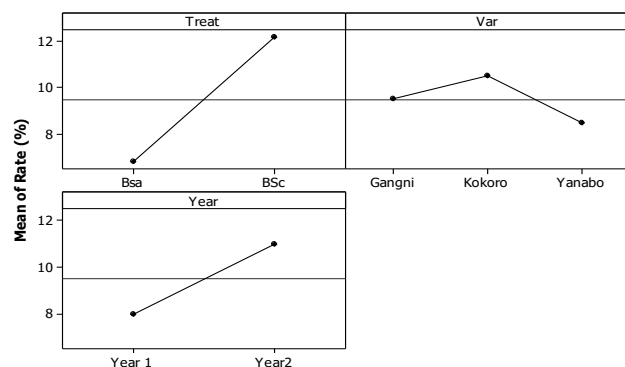 Treat Var
12
10
8
Bsa BSc Gangni Kokoro Yanabo
Mean of Rate (%)
Year
12
10
8
Year 1 Year2